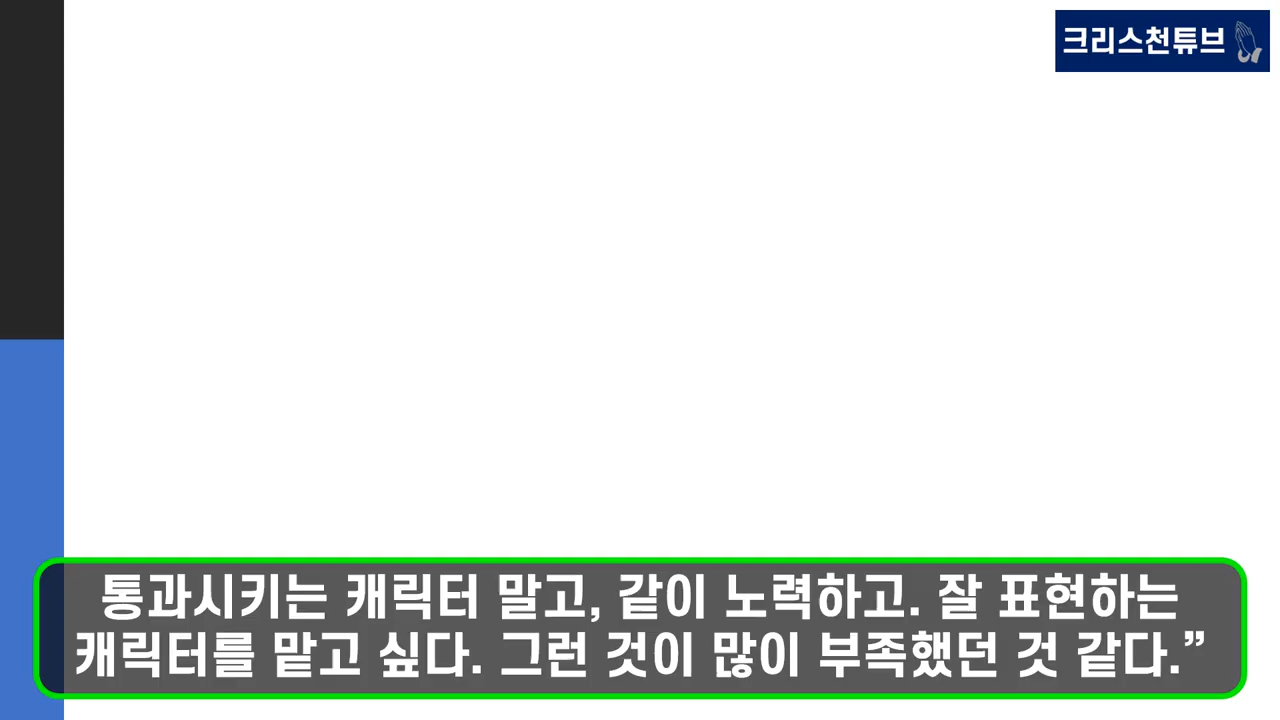 크리스천튜브
통과시키는 캐릭터 말고, 같이 노력하고. 잘 표현하는
캐릭터를 맡고 싶다. 그런 것이 많이 부족했던 것 같다.”